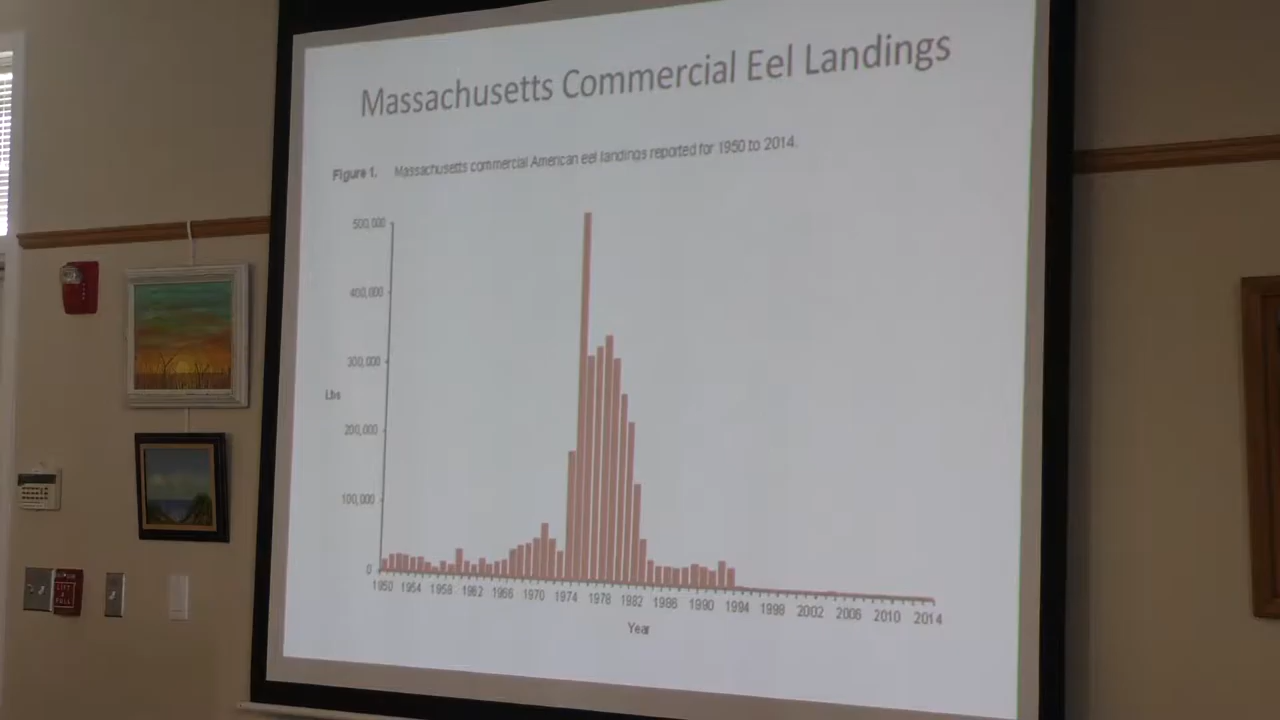 Massachusetts Commercial Eel Landings
Figure 1. Massachusetts commercial American eel landings reported for 1950 to 2014.
500,000
400,000
300,000
Lbs
200,000
100,000
0
1950 1954 1958 1962 1966 1970 1974 1978 1982 1986 1990 1994 1998 2002 2006 2010 2014
Year
LIFT
PULL